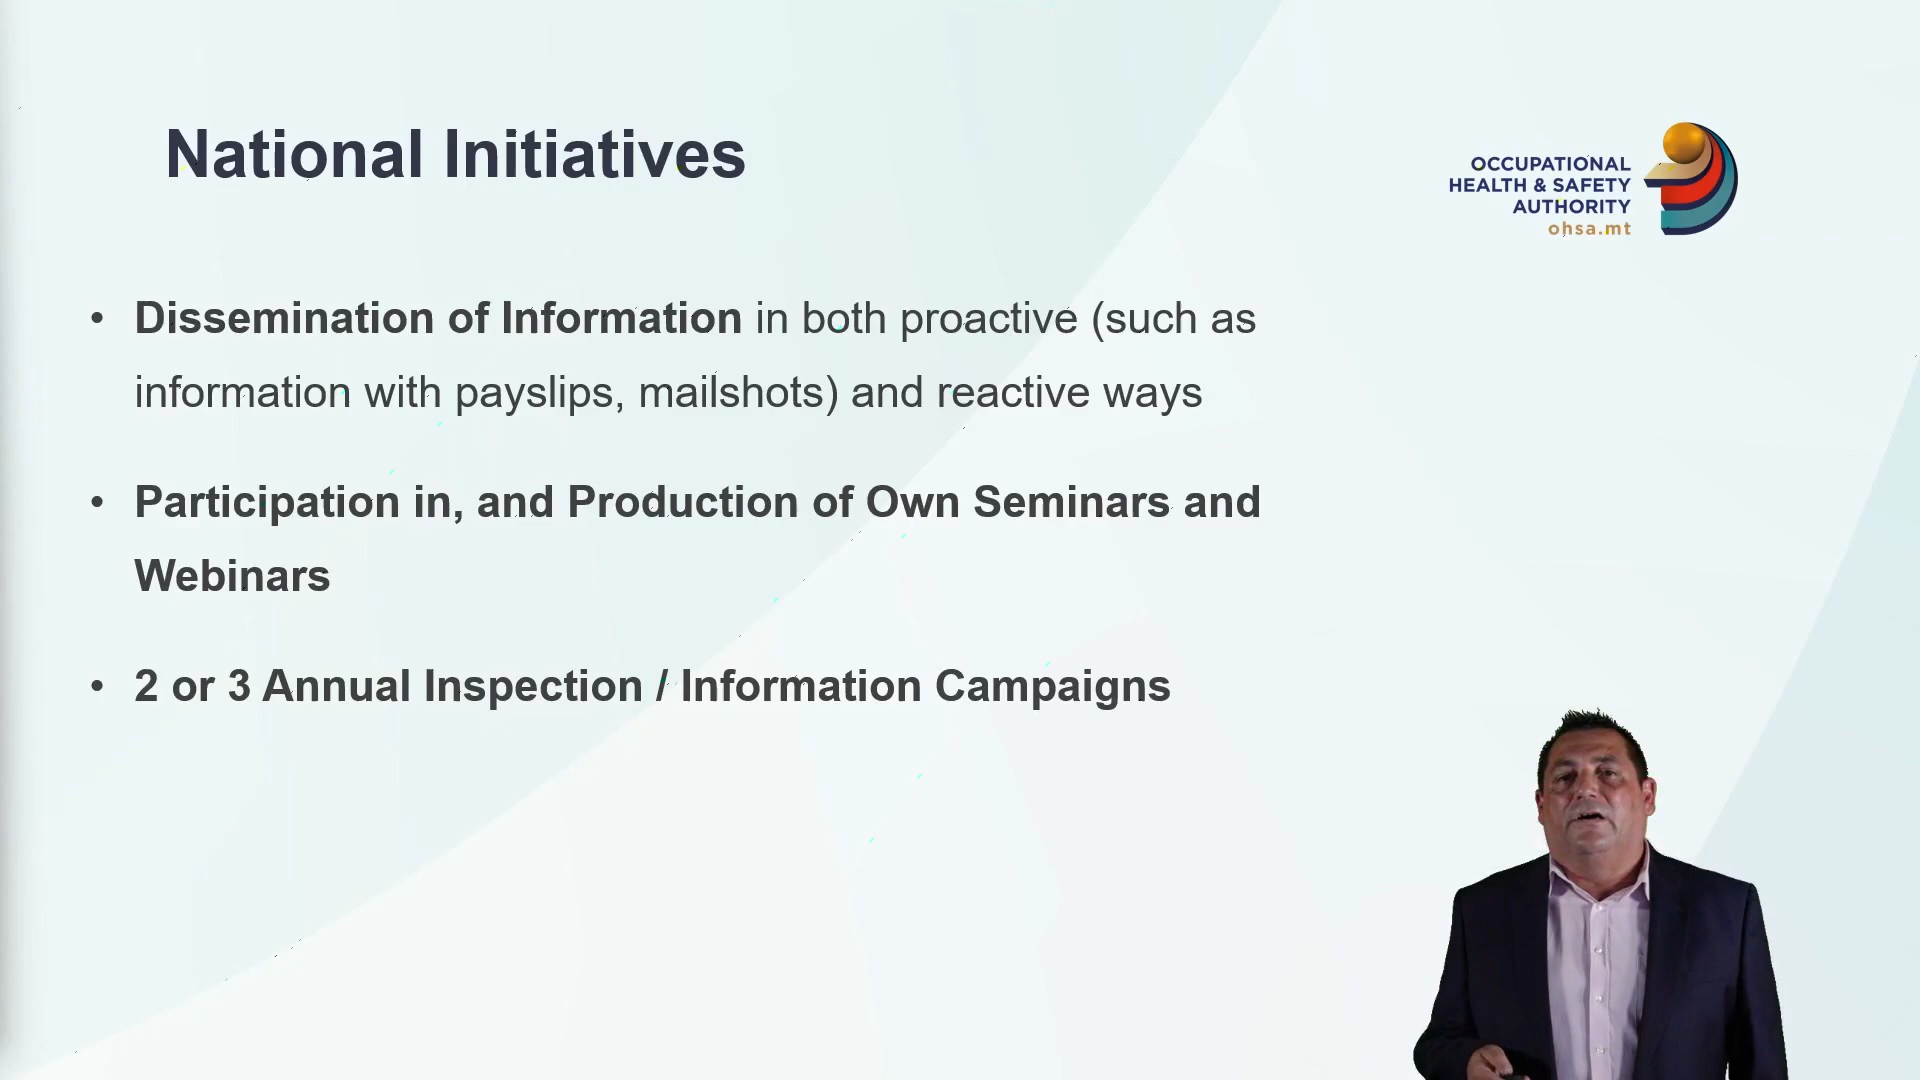 National Initiatives
OCCUPATIONAL
HEALTH & SAFETY
AUTHORITY
ohsa.mt
• Dissemination of Information in both proactive (such as
information with payslips, mailshots) and reactive ways
• Participation in, and Production of Own Seminars and
Webinars
• 2 or 3 Annual Inspection / Information Campaigns